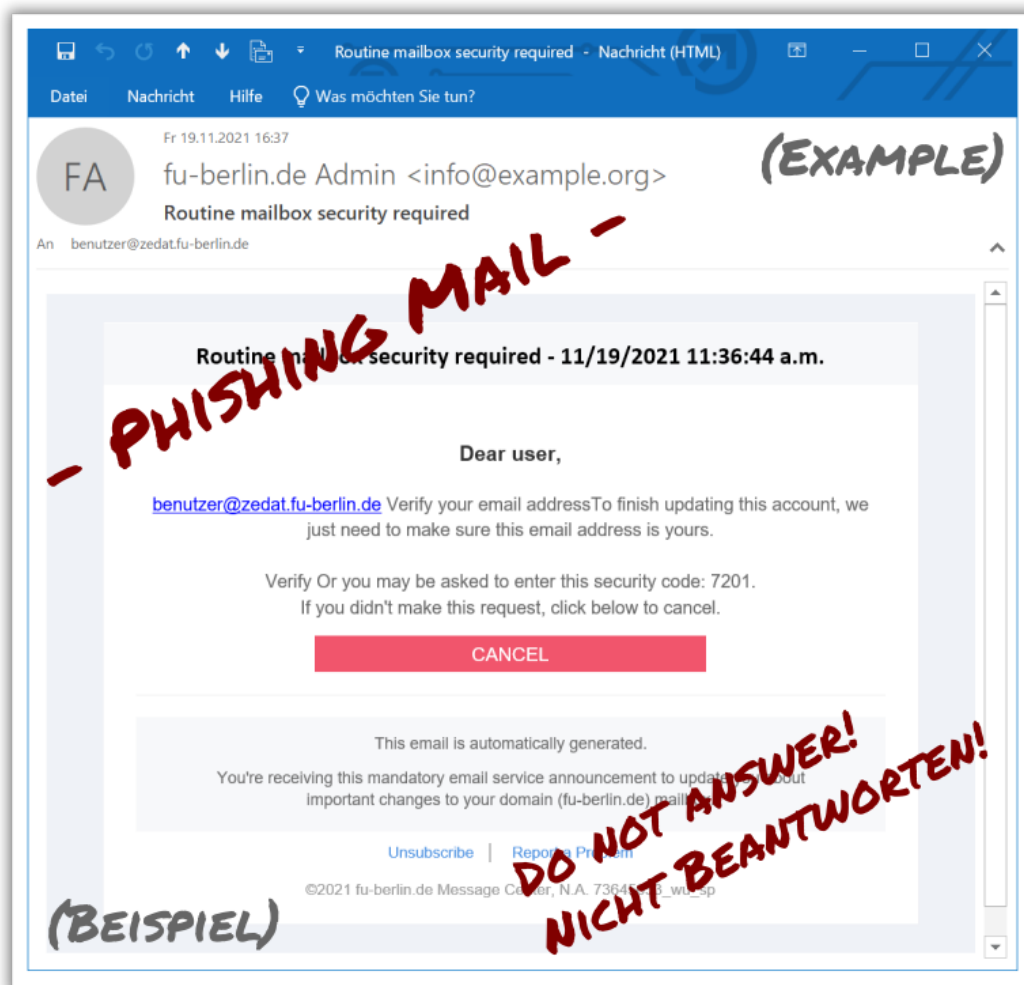 Routine mailbox security required - Nachricht (HTML)
Datei Nachricht Hilfe Was möchten Sie tun?
Fr 19.11.2021 16:37
(EXAMPLE)
FA
fu-berlin.de Admin <info@example.org>
Routine mailbox security required
An benutzer@zedat.fu-berlin.de
- PHISHING MAIL -
Routine mailbox security required - 11/19/2021 11:36:44 a.m.
Dear user,
benutzer@zedat.fu-berlin.de Verify your email addressTo finish updating this account, we
just need to make sure this email address is yours.
Verify Or you may be asked to enter this security code: 7201.
If you didn't make this request, click below to cancel.
CANCEL
This email is automatically generated.
You're receiving this mandatory email service announcement to update you about
important changes to your domain (fu-berlin.de) mailbox
Unsubscribe | Report a Problem
©2021 fu-berlin.de Message Center, N.A. wu_sp
DO NOT ANSWER!
NICHT BEANTWORTEN!
(BEISPIEL)